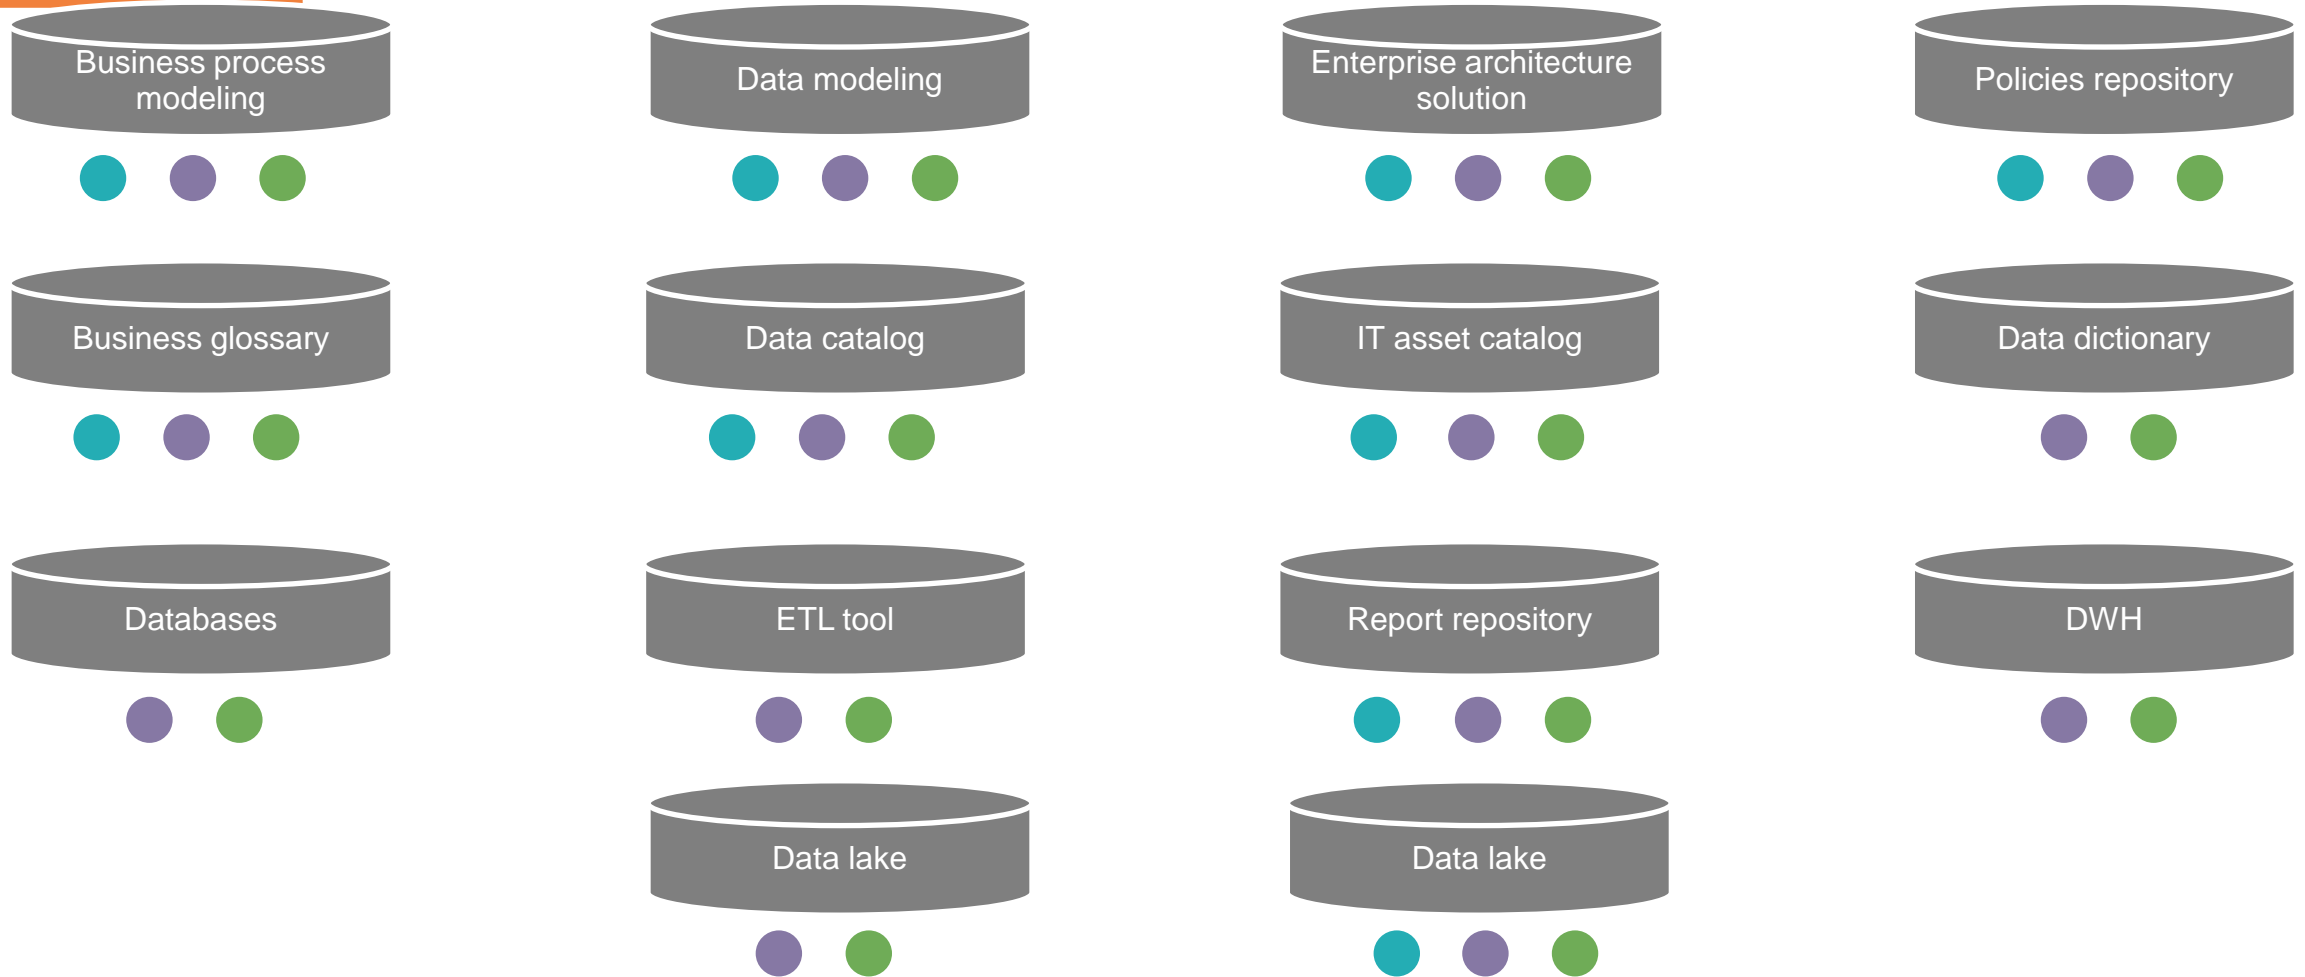 Business process
modeling
Data modeling
Enterprise architecture
solution
Policies repository
Business glossary
Data catalog
IT asset catalog
Data dictionary
Databases
ETL tool
Report repository
DWH
Data lake
Data lake